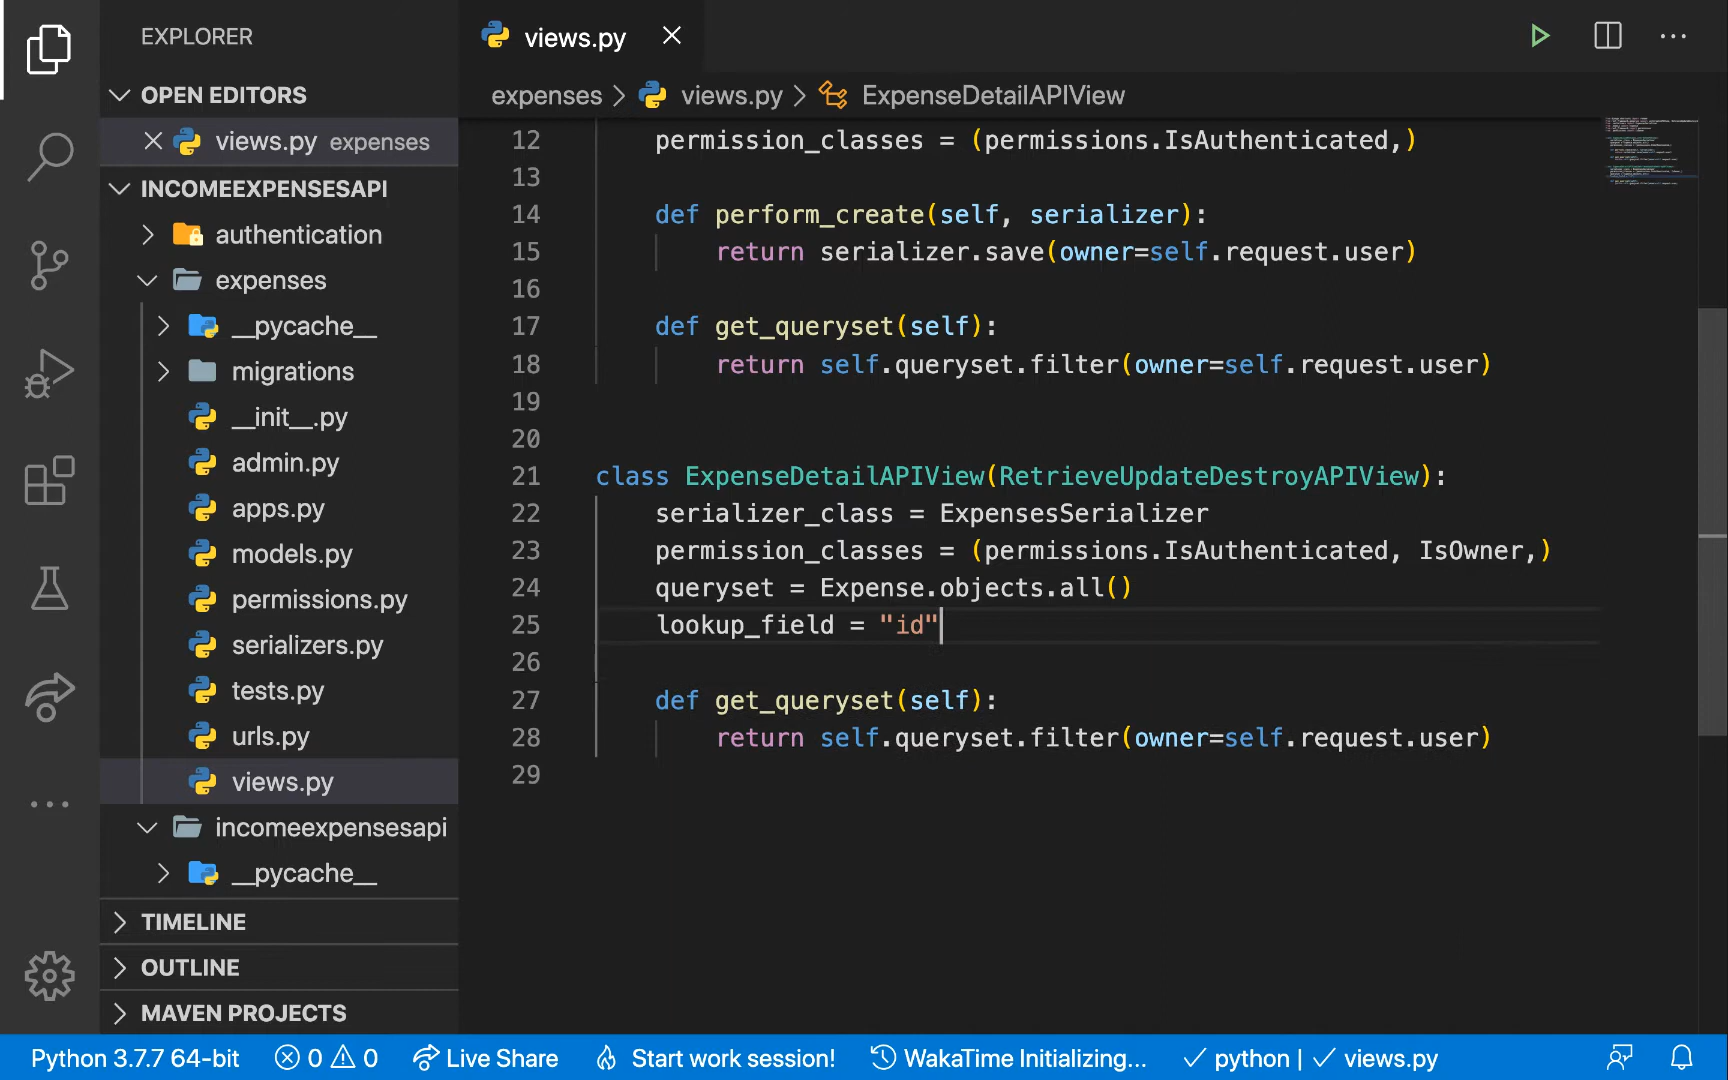 EXPLORER
OPEN EDITORS
views.py expenses
INCOMEEXPENSESAPI
authentication
expenses
__pycache__
migrations
__init__.py
admin.py
apps.py
models.py
permissions.py
serializers.py
tests.py
urls.py
views.py
incomeexpensesapi
__pycache__
TIMELINE
OUTLINE
MAVEN PROJECTS
views.py
expenses > views.py > ExpenseDetailAPIView
12 permission_classes = (permissions.IsAuthenticated,)
13
14 def perform_create(self, serializer):
15 return serializer.save(owner=self.request.user)
16
17 def get_queryset(self):
18 return self.queryset.filter(owner=self.request.user)
19
20
21 class ExpenseDetailAPIView(RetrieveUpdateDestroyAPIView):
22 serializer_class = ExpensesSerializer
23 permission_classes = (permissions.IsAuthenticated, IsOwner,)
24 queryset = Expense.objects.all()
25 lookup_field = "id"
26
27 def get_queryset(self):
28 return self.queryset.filter(owner=self.request.user)
29
Python 3.7.7 64-bit 0 0 Live Share Start work session! WakaTime Initializing... python | views.py